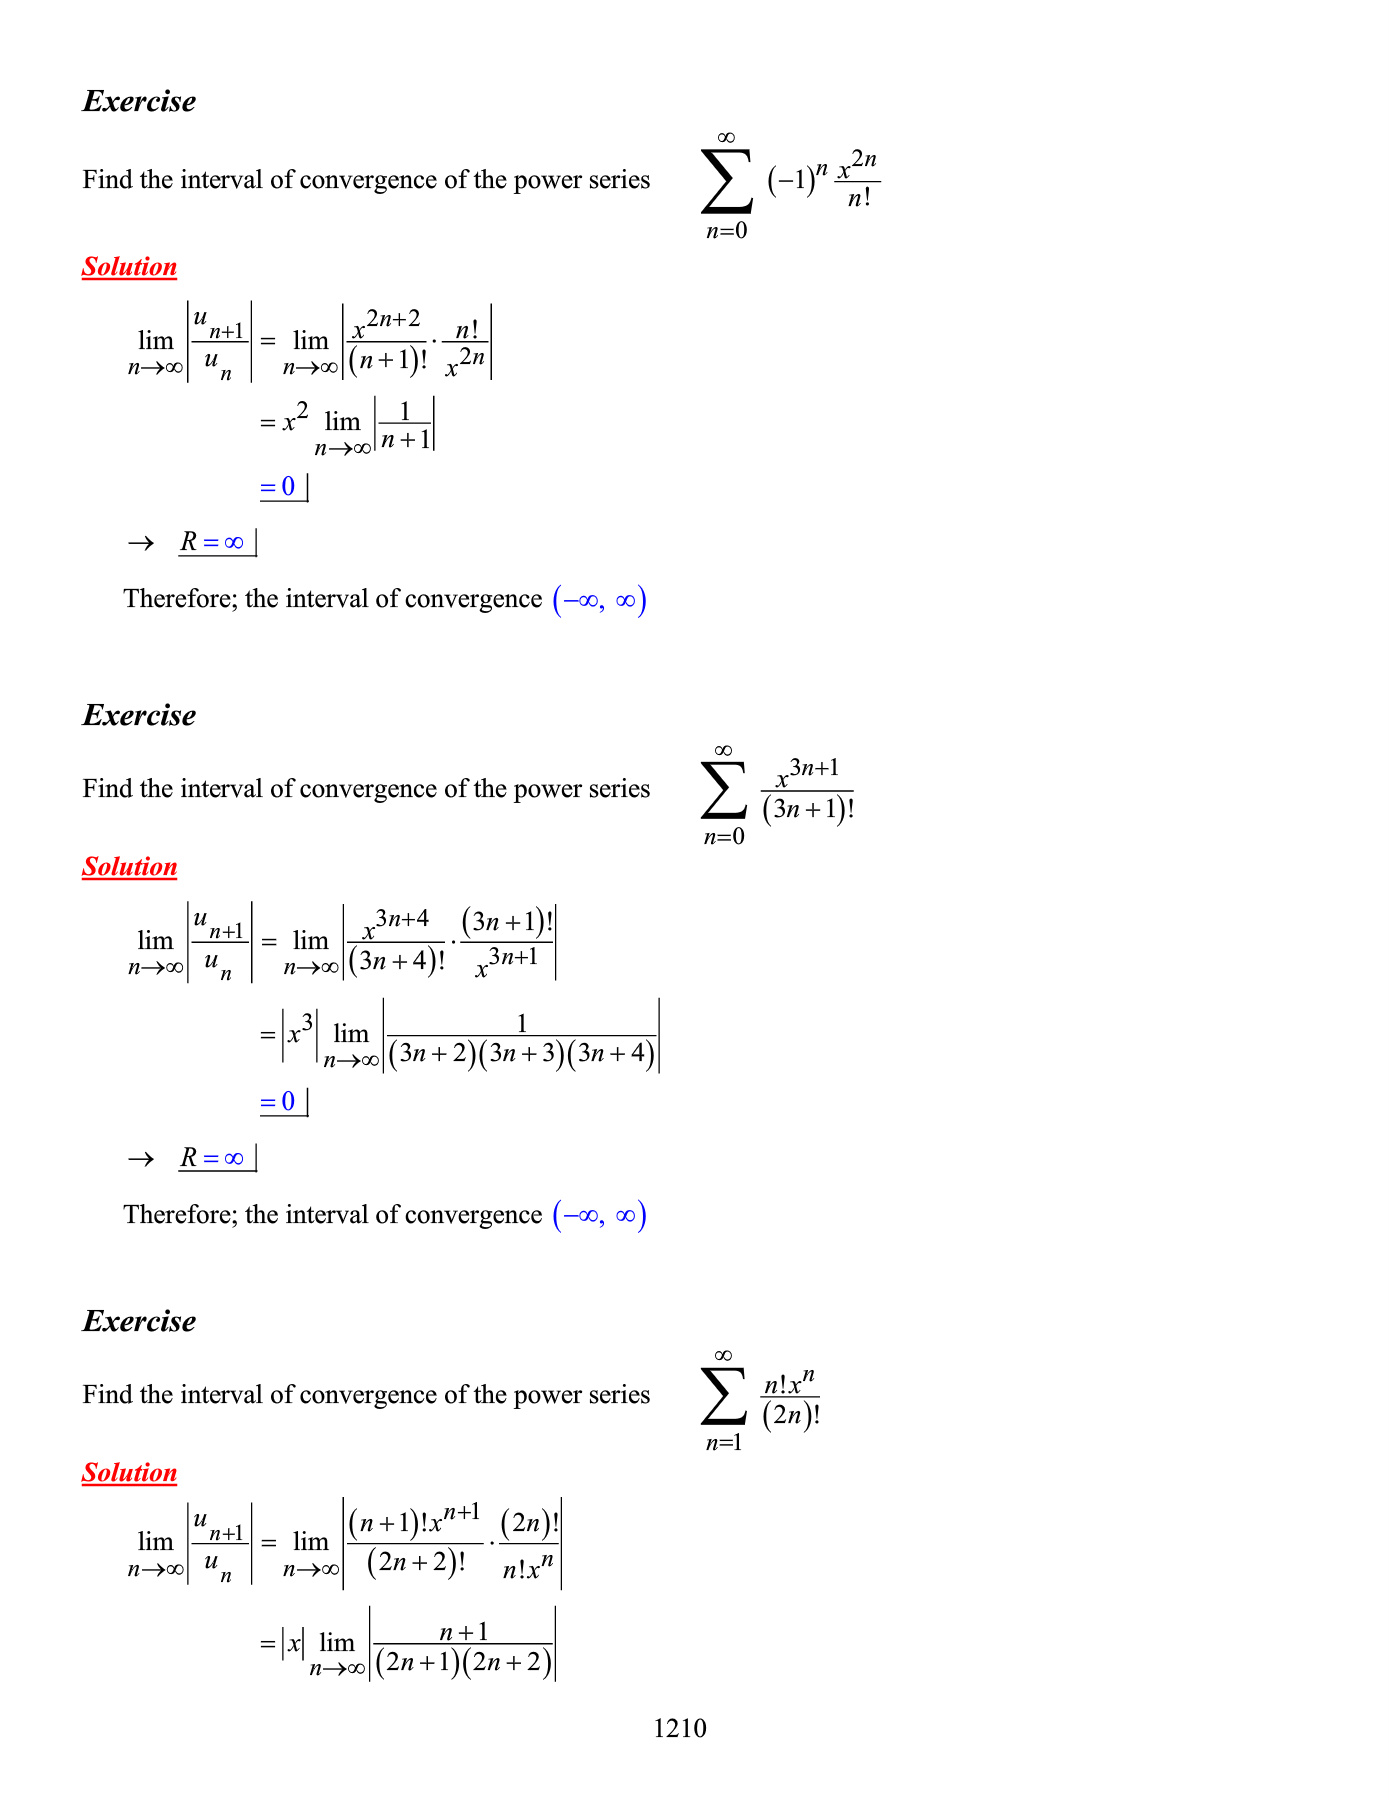 Exercise
Find the interval of convergence of the power series $\sum_{n=0}^{\infty} (-1)^n \frac{x^{2n}}{n!}$
Solution
$\lim_{n\to\infty} \left| \frac{u_{n+1}}{u_n} \right| = \lim_{n\to\infty} \left| \frac{x^{2n+2}}{(n+1)!} \cdot \frac{n!}{x^{2n}} \right|$
$= x^2 \lim_{n\to\infty} \left| \frac{1}{n+1} \right|$
$= 0$
$\to \quad R = \infty$
Therefore; the interval of convergence $(-\infty, \infty)$
Exercise
Find the interval of convergence of the power series $\sum_{n=0}^{\infty} \frac{x^{3n+1}}{(3n+1)!}$
Solution
$\lim_{n\to\infty} \left| \frac{u_{n+1}}{u_n} \right| = \lim_{n\to\infty} \left| \frac{x^{3n+4}}{(3n+4)!} \cdot \frac{(3n+1)!}{x^{3n+1}} \right|$
$= \left| x^3 \right| \lim_{n\to\infty} \left| \frac{1}{(3n+2)(3n+3)(3n+4)} \right|$
$= 0$
$\to \quad R = \infty$
Therefore; the interval of convergence $(-\infty, \infty)$
Exercise
Find the interval of convergence of the power series $\sum_{n=1}^{\infty} \frac{n! x^n}{(2n)!}$
Solution
$\lim_{n\to\infty} \left| \frac{u_{n+1}}{u_n} \right| = \lim_{n\to\infty} \left| \frac{(n+1)! x^{n+1}}{(2n+2)!} \cdot \frac{(2n)!}{n! x^n} \right|$
$= |x| \lim_{n\to\infty} \left| \frac{n+1}{(2n+1)(2n+2)} \right|$
1210